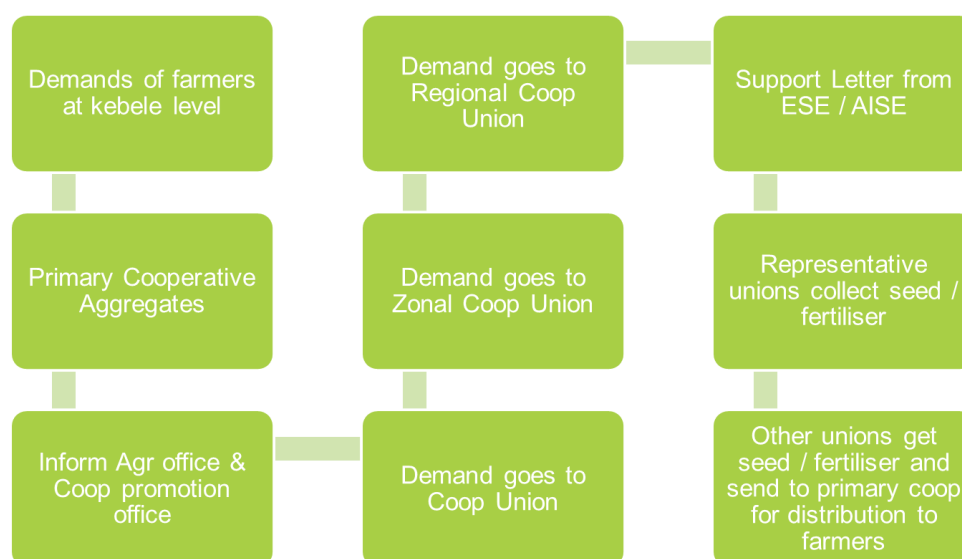 Demands of farmers
at kebele level
Primary Cooperative
Aggregates
Inform Agr office &
Coop promotion
office
Demand goes to
Coop Union
Demand goes to
Zonal Coop Union
Demand goes to
Regional Coop
Union
Support Letter from
ESE / AISE
Representative
unions collect seed /
fertiliser
Other unions get
seed / fertiliser and
send to primary coop
for distribution to
farmers